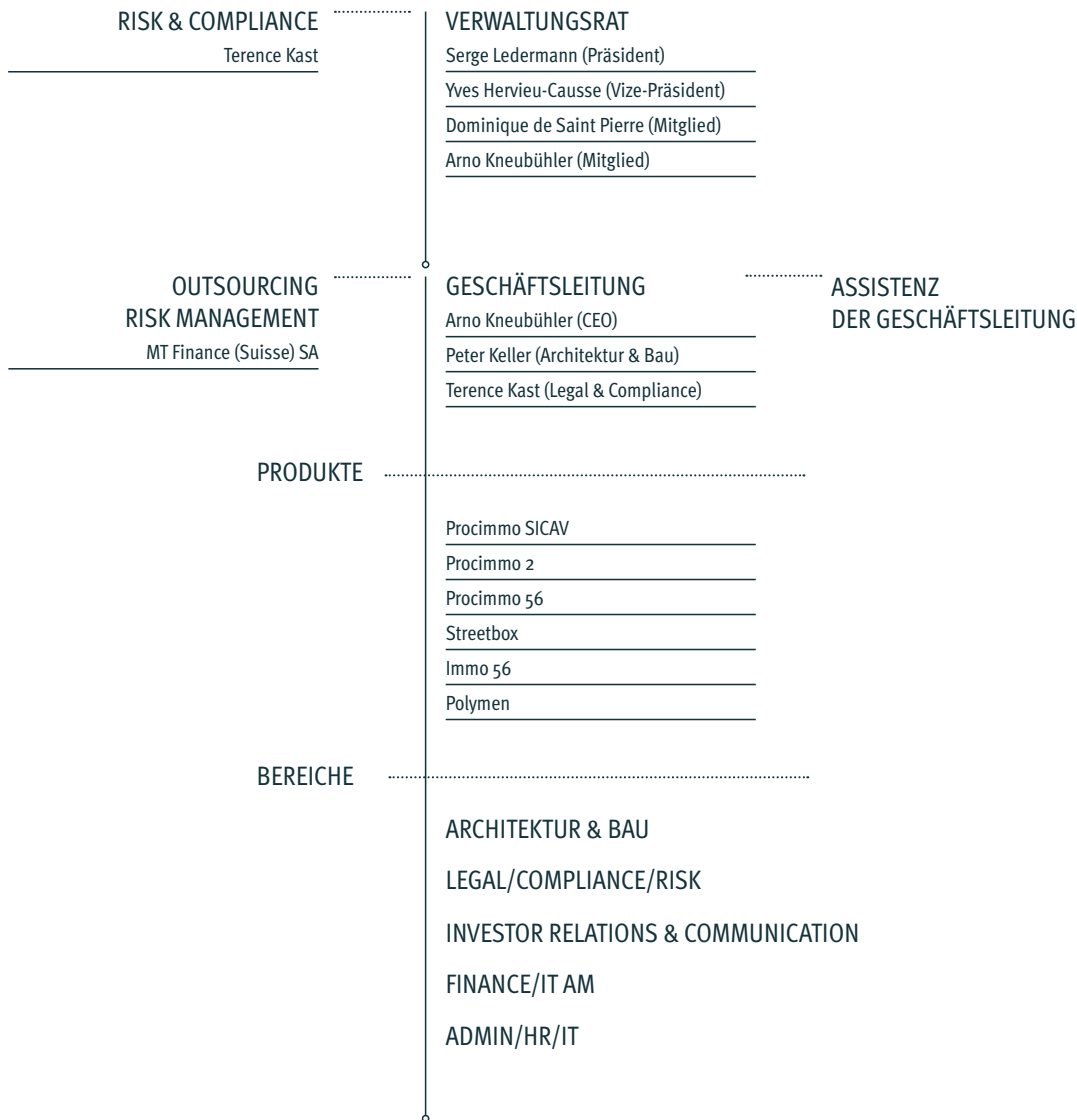 RISK & COMPLIANCE
Terence Kast
VERWALTUNGSRAT
Serge Ledermann (Präsident)
Yves Hervieu-Causse (Vize-Präsident)
Dominique de Saint Pierre (Mitglied)
Arno Kneubühler (Mitglied)
OUTSOURCING
RISK MANAGEMENT
MT Finance (Suisse) SA
GESCHÄFTSLEITUNG
Arno Kneubühler (CEO)
Peter Keller (Architektur & Bau)
Terence Kast (Legal & Compliance)
ASSISTENZ
DER GESCHÄFTSLEITUNG
PRODUKTE
Procimmo SICAV
Procimmo 2
Procimmo 56
Streetbox
Immo 56
Polymen
BEREICHE
ARCHITEKTUR & BAU
LEGAL/COMPLIANCE/RISK
INVESTOR RELATIONS & COMMUNICATION
FINANCE/IT AM
ADMIN/HR/IT